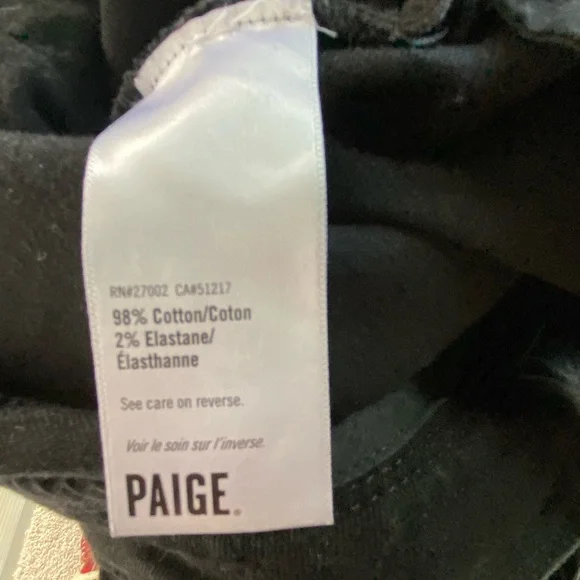 RN#27002 CA#51217
98% Cotton/Coton
2% Elastane/
Élasthanne
See care on reverse.
Voir le soin sur l'inverse.
PAIGE.